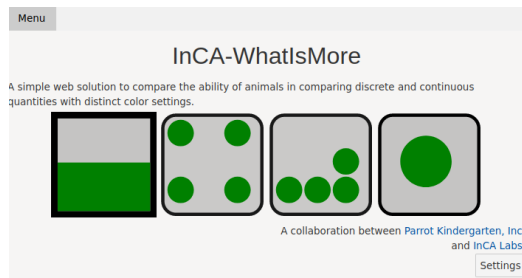 Menu
InCA-WhatIsMore
A simple web solution to compare the ability of animals in comparing discrete and continuous
quantities with distinct color settings.
A collaboration between Parrot Kindergarten, Inc
and InCA Labs
Settings